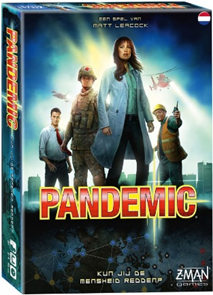 EEN SPEL VAN
MATT LEACOCK
PANDEMIC
KUN JIJ DE
MENSHEID REDDEN?
Z-MAN
games
PANDEMIC